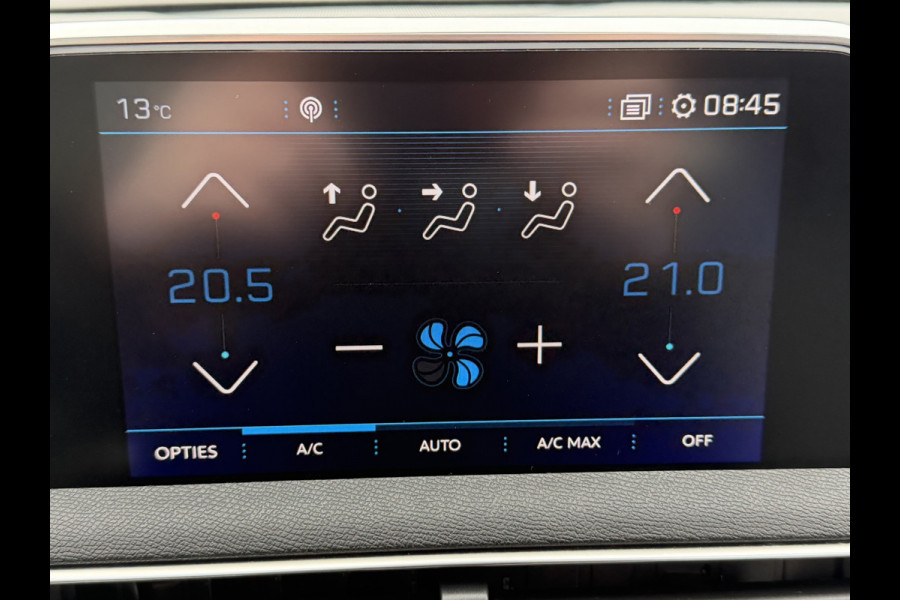 13°C 08:45
20.5 21.0
OPTIES A/C AUTO A/C MAX OFF